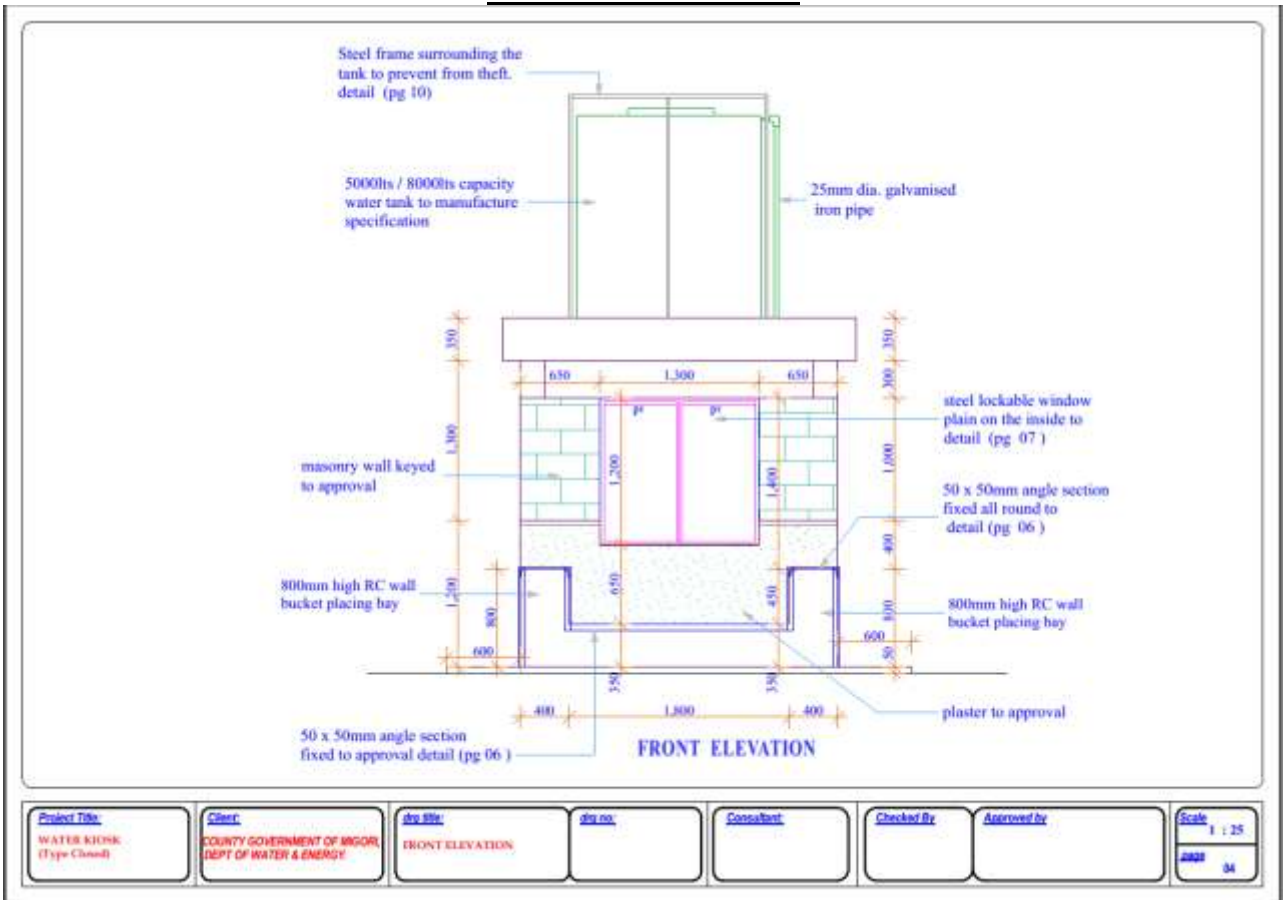 Steel frame surrounding the
tank to prevent from theft.
detail (pg 10)
5000lts / 8000lts capacity
water tank to manufacture
specification
25mm dia. galvanised
iron pipe
350
350
650
1,300
650
300
steel lockable window
plain on the inside to
detail (pg 07 )
1,300
1,200
1,400
1,000
masonry wall keyed
to approval
50 x 50mm angle section
fixed all round to
detail (pg 06 )
400
800mm high RC wall
bucket placing bay
1,200
800
650
450
800
800mm high RC wall
bucket placing bay
600
600
50
350
350
400
1,800
400
plaster to approval
50 x 50mm angle section
fixed to approval detail (pg 06 )
FRONT ELEVATION
Project Title:
WATER KIOSK
(Type Closed)
Client:
COUNTY GOVERNMENT OF MIGORI,
DEPT OF WATER & ENERGY.
drg title:
FRONT ELEVATION
drg no:
Consultant:
Checked By
Approved by
Scale
1 : 25
page
04